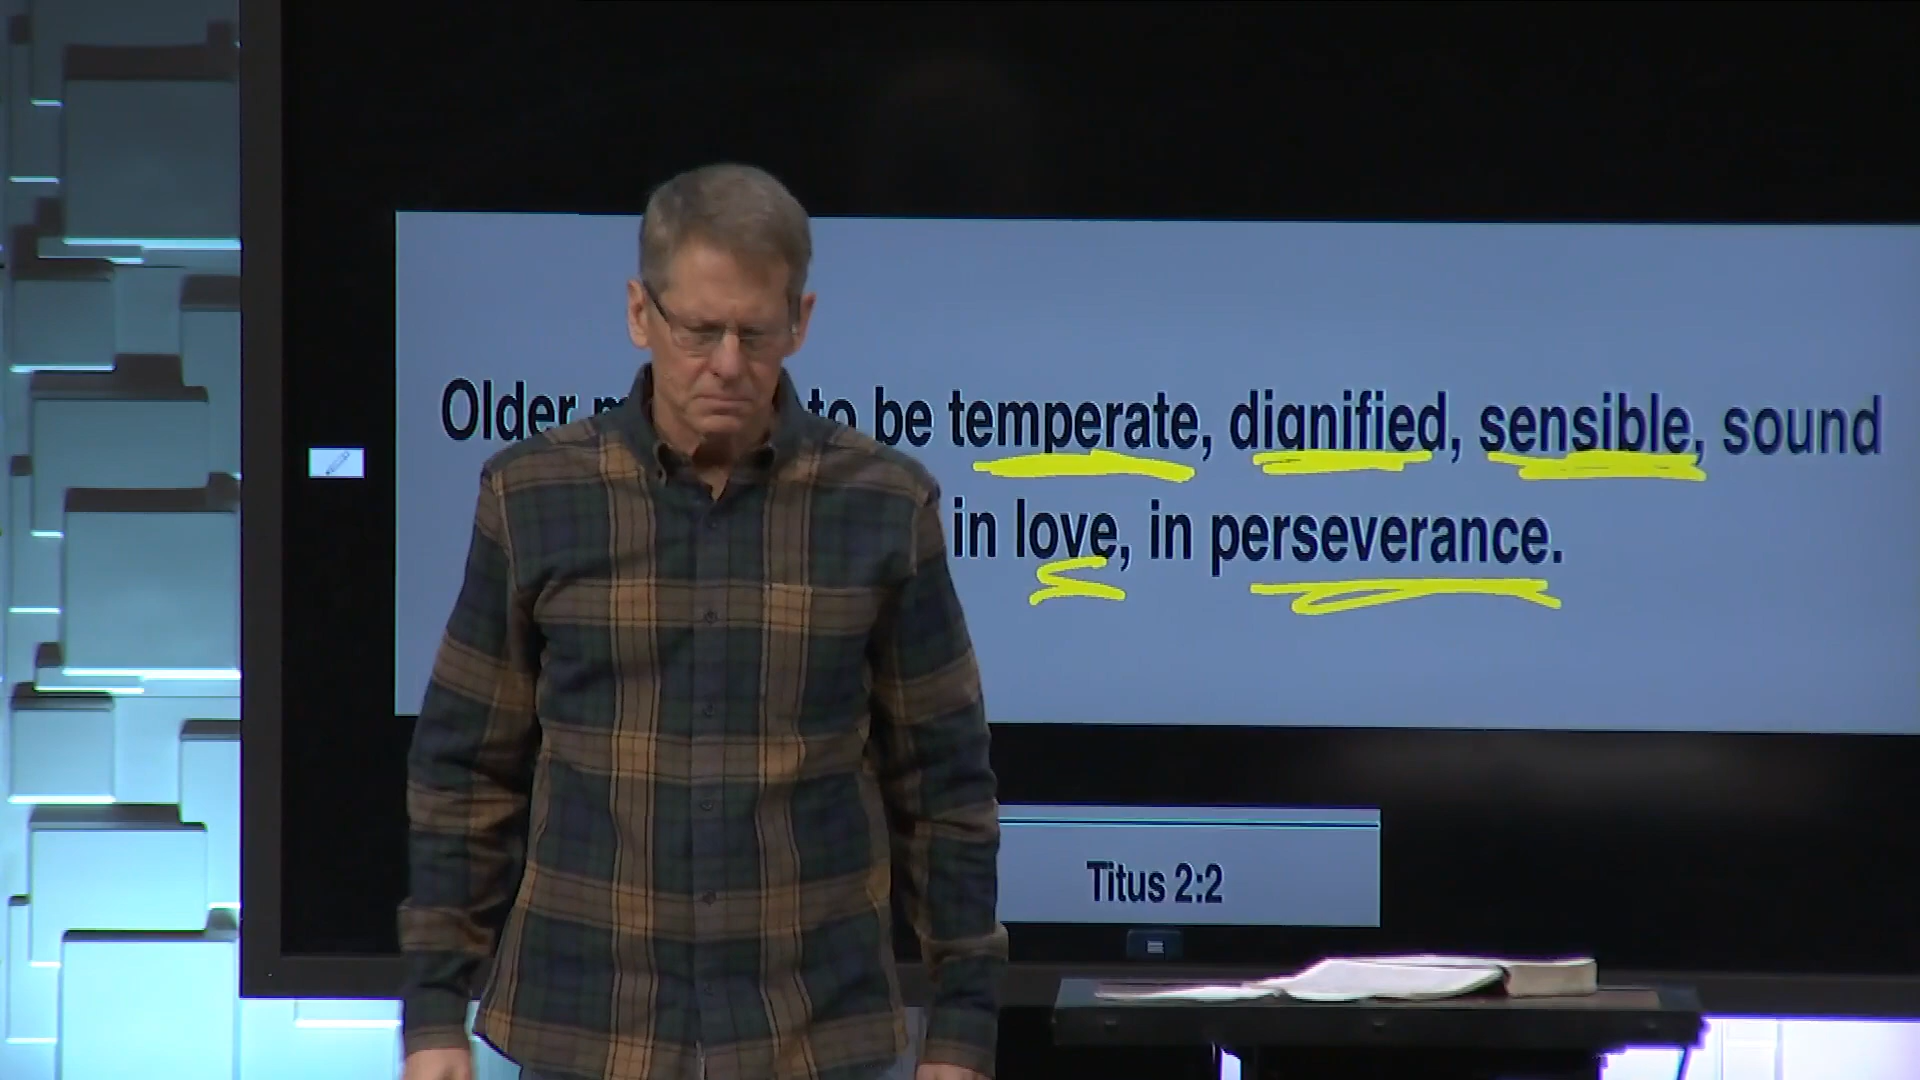 Older to be temperate, dignified, sensible, sound
in love, in perseverance.
Titus 2:2